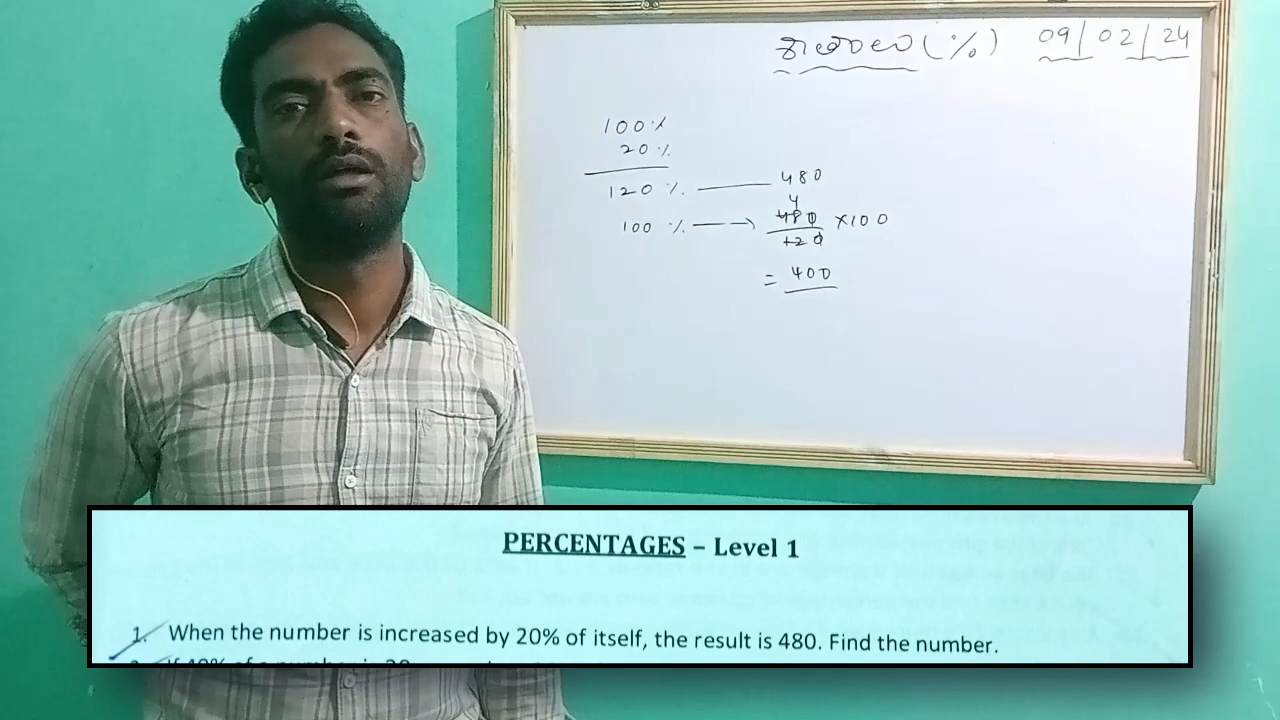 శాతాలు (%) 09/02/24
100%
20%
120% 480
4
100% → 480 ×100
120
= 400
PERCENTAGES – Level 1
1. When the number is increased by 20% of itself, the result is 480. Find the number.